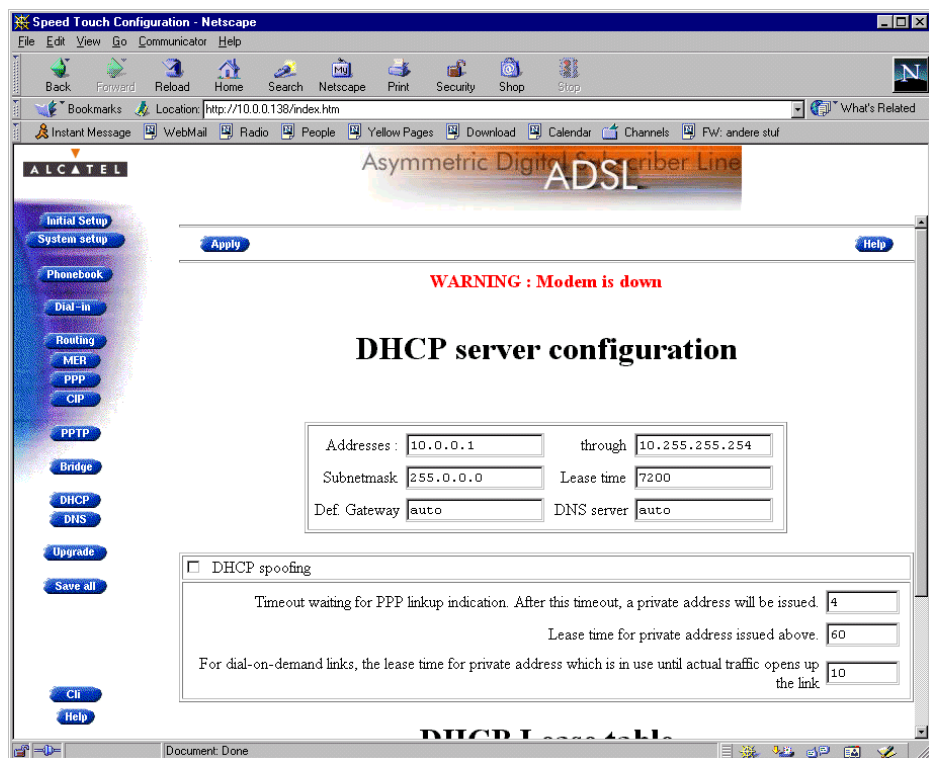 Speed Touch Configuration - Netscape
File Edit View Go Communicator Help
Back Forward Reload Home Search Netscape Print Security Shop Stop
My
N
Bookmarks Location: http://10.0.0.138/index.htm What's Related
Instant Message WebMail Radio People Yellow Pages Download Calendar Channels FW: andere stuf
ALCATEL
Asymmetric Digital Subscriber Line
ADSL
Initial Setup
System setup
Phonebook
Dial-in
Routing
MER
PPP
CIP
PPTP
Bridge
DHCP
DNS
Upgrade
Save all
Cli
Help
Apply Help
WARNING : Modem is down
DHCP server configuration
Addresses : 10.0.0.1 through 10.255.255.254
Subnetmask 255.0.0.0 Lease time 7200
Def. Gateway auto DNS server auto
DHCP spoofing
Timeout waiting for PPP linkup indication. After this timeout, a private address will be issued. 4
Lease time for private address issued above. 60
For dial-on-demand links, the lease time for private address which is in use until actual traffic opens up
the link 10
DHCP Lease table
Document: Done